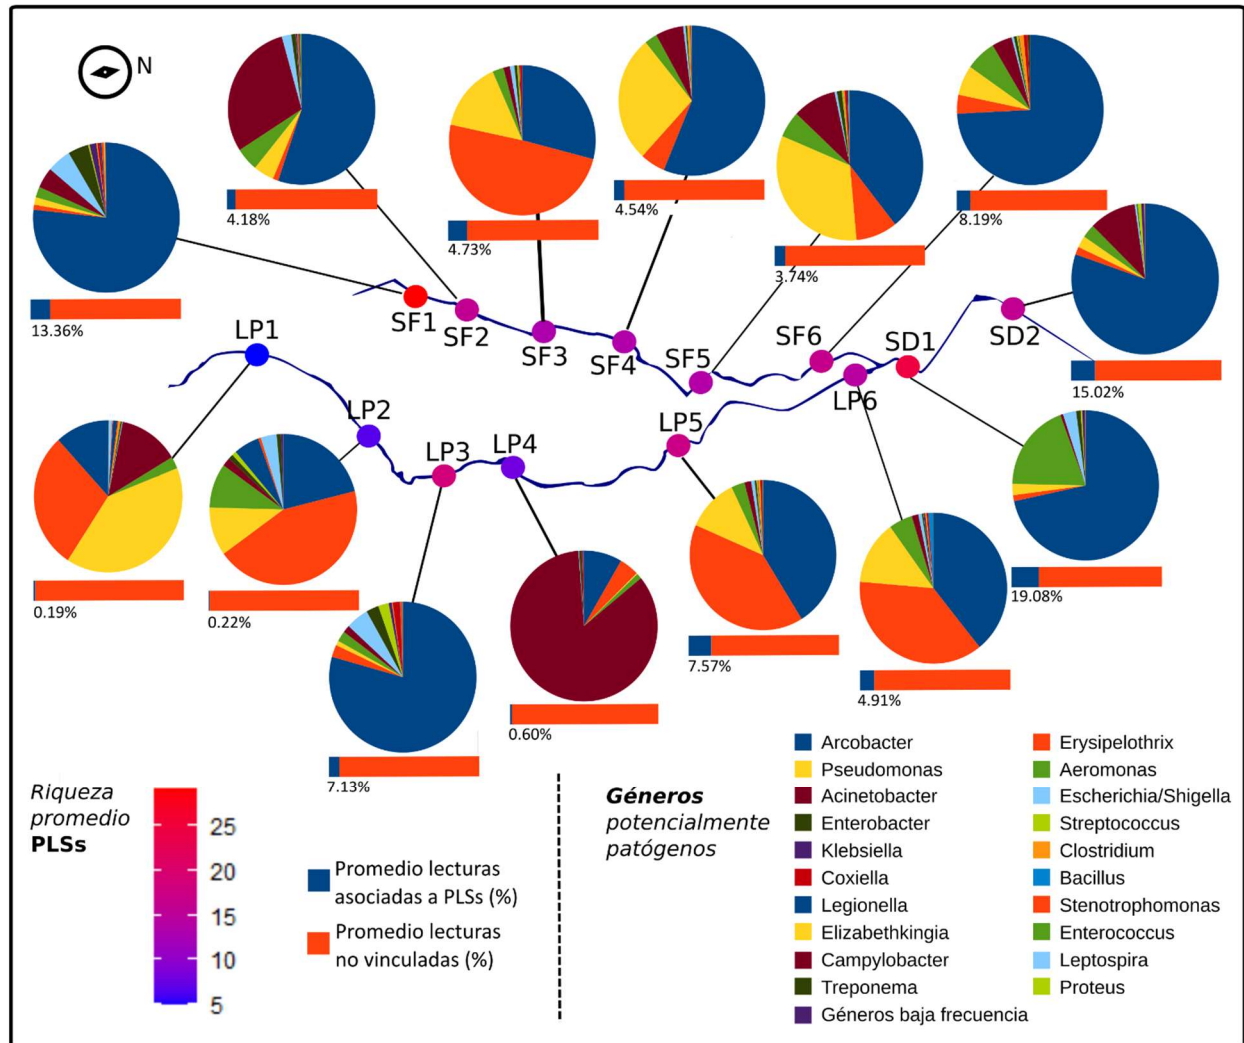 N
4.18%
4.73%
4.54%
3.74%
8.19%
13.36%
15.02%
SF1
SF2
SF3
SF4
SF5
SF6
SD1
SD2
LP1
LP2
LP3
LP4
LP5
LP6
0.19%
0.22%
7.13%
0.60%
7.57%
4.91%
19.08%
Riqueza
promedio
PLSs
25
20
15
10
5
Promedio lecturas
asociadas a PLSs (%)
Promedio lecturas
no vinculadas (%)
Géneros
potencialmente
patógenos
Arcobacter
Pseudomonas
Acinetobacter
Enterobacter
Klebsiella
Coxiella
Legionella
Elizabethkingia
Campylobacter
Treponema
Géneros baja frecuencia
Erysipelothrix
Aeromonas
Escherichia/Shigella
Streptococcus
Clostridium
Bacillus
Stenotrophomonas
Enterococcus
Leptospira
Proteus